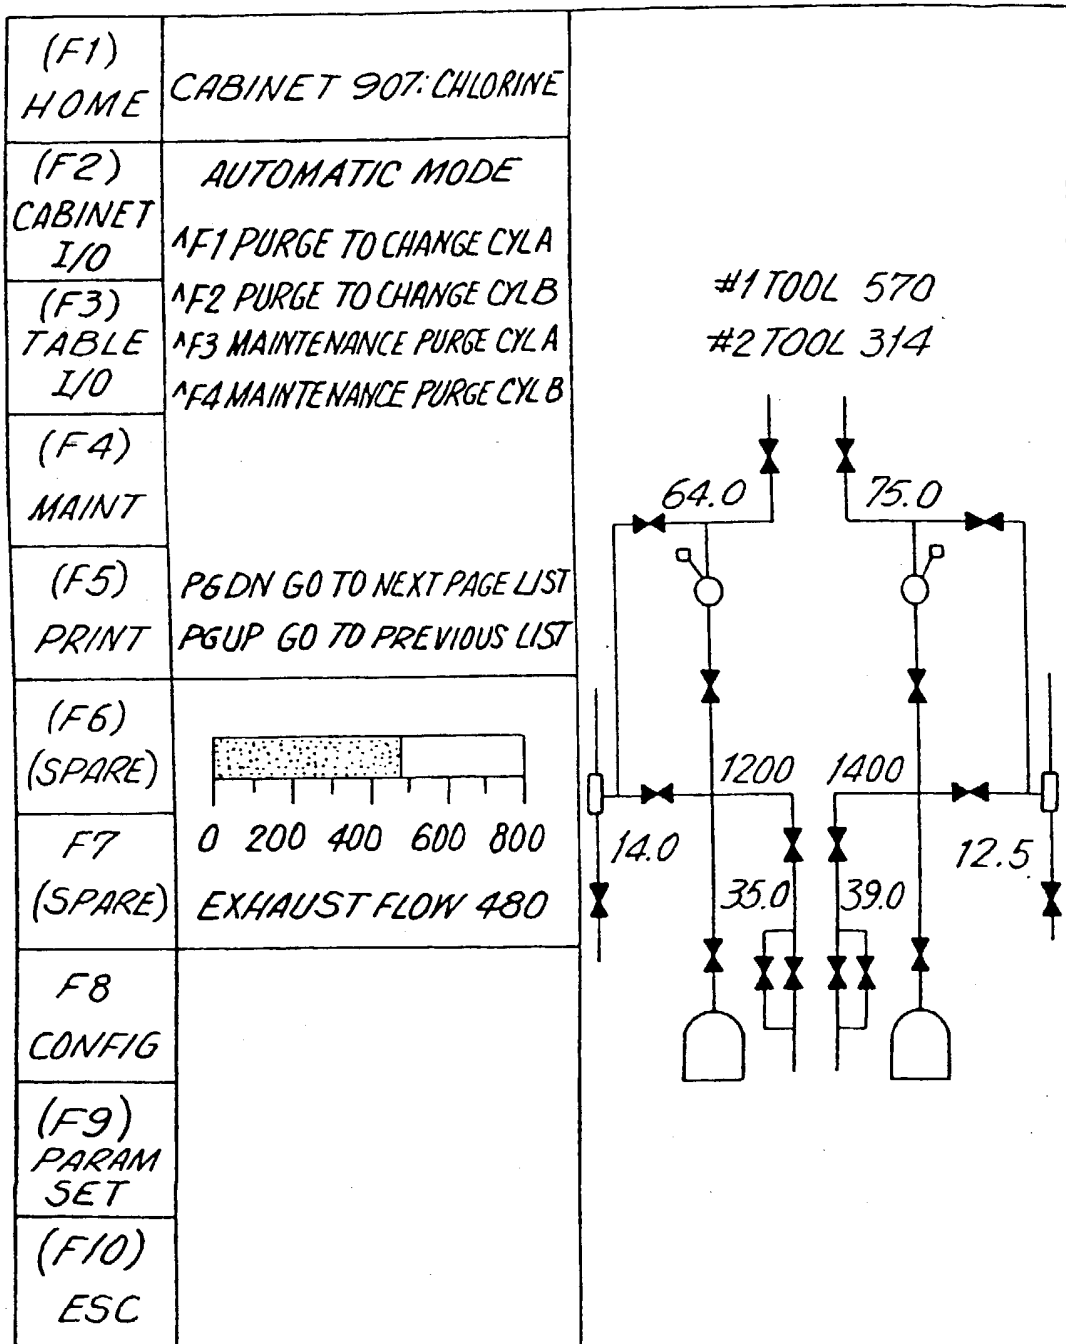 (F1)
HOME
CABINET 907: CHLORINE
(F2)
CABINET
I/O
AUTOMATIC MODE
^F1 PURGE TO CHANGE CYL A
^F2 PURGE TO CHANGE CYL B
^F3 MAINTENANCE PURGE CYL A
^F4 MAINTENANCE PURGE CYL B
(F3)
TABLE
I/O
(F4)
MAINT
(F5)
PRINT
PGDN GO TO NEXT PAGE LIST
PGUP GO TO PREVIOUS LIST
(F6)
(SPARE)
F7
(SPARE)
0 200 400 600 800
EXHAUST FLOW 480
F8
CONFIG
(F9)
PARAM
SET
(F10)
ESC
#1 TOOL 570
#2 TOOL 314
64.0 75.0
1200 1400
14.0 12.5
35.0 39.0